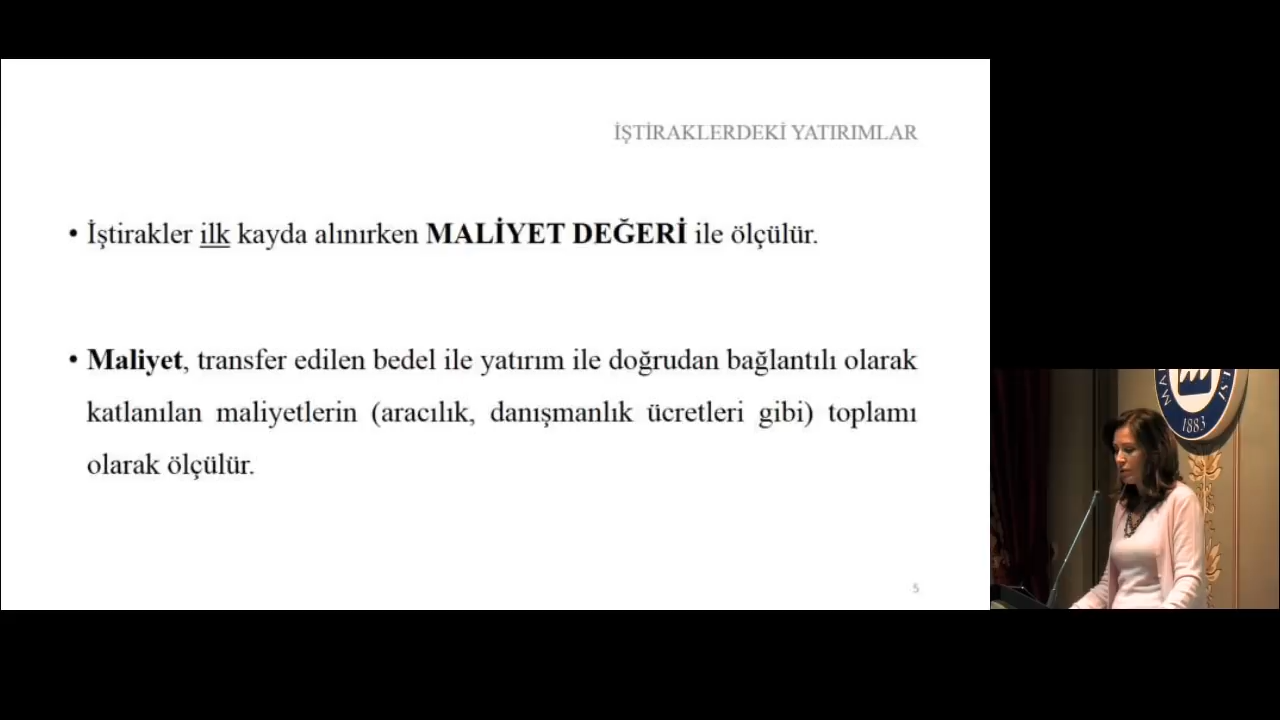 İŞTİRAKLERDEKİ YATIRIMLAR
• İştirakler ilk kayda alınırken MALİYET DEĞERİ ile ölçülür.
• Maliyet, transfer edilen bedel ile yatırım ile doğrudan bağlantılı olarak
katlanılan maliyetlerin (aracılık, danışmanlık ücretleri gibi) toplamı
olarak ölçülür.
5
1883